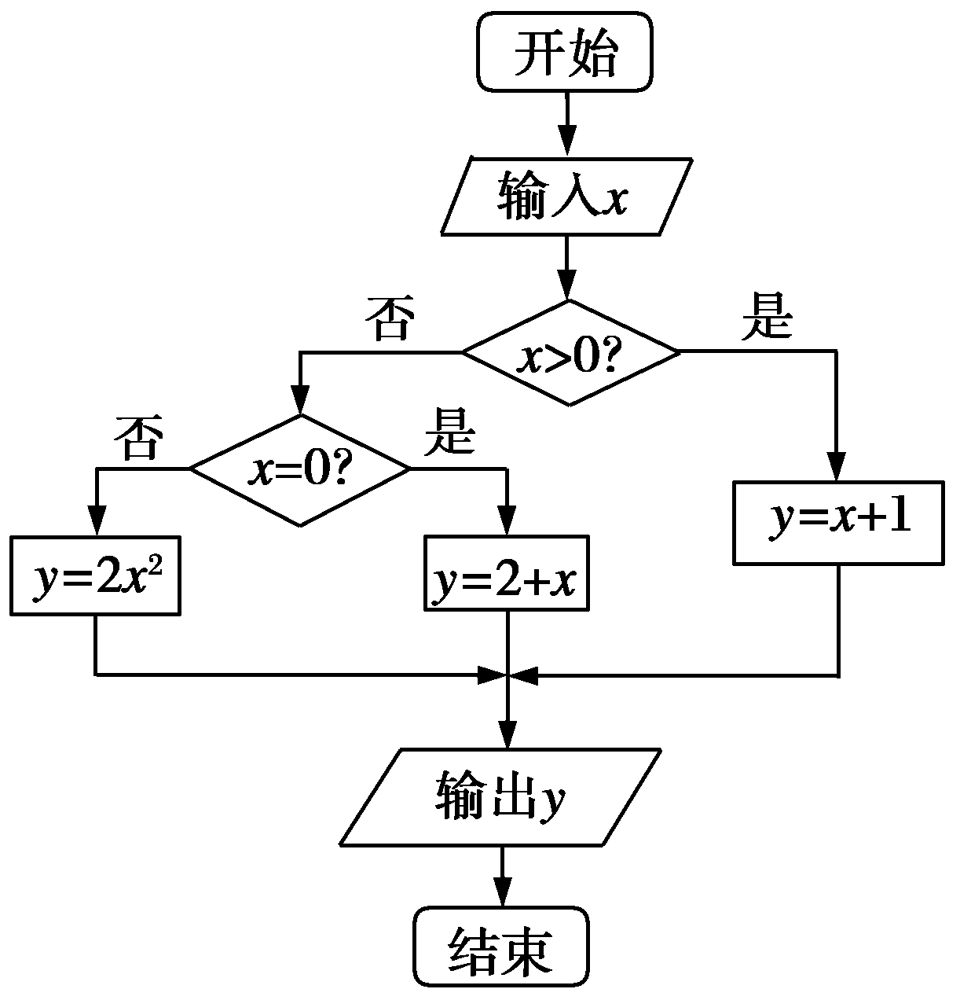 开始
输入x
x>0?
否
是
x=0?
否
是
y=2x²
y=2+x
y=x+1
输出y
结束